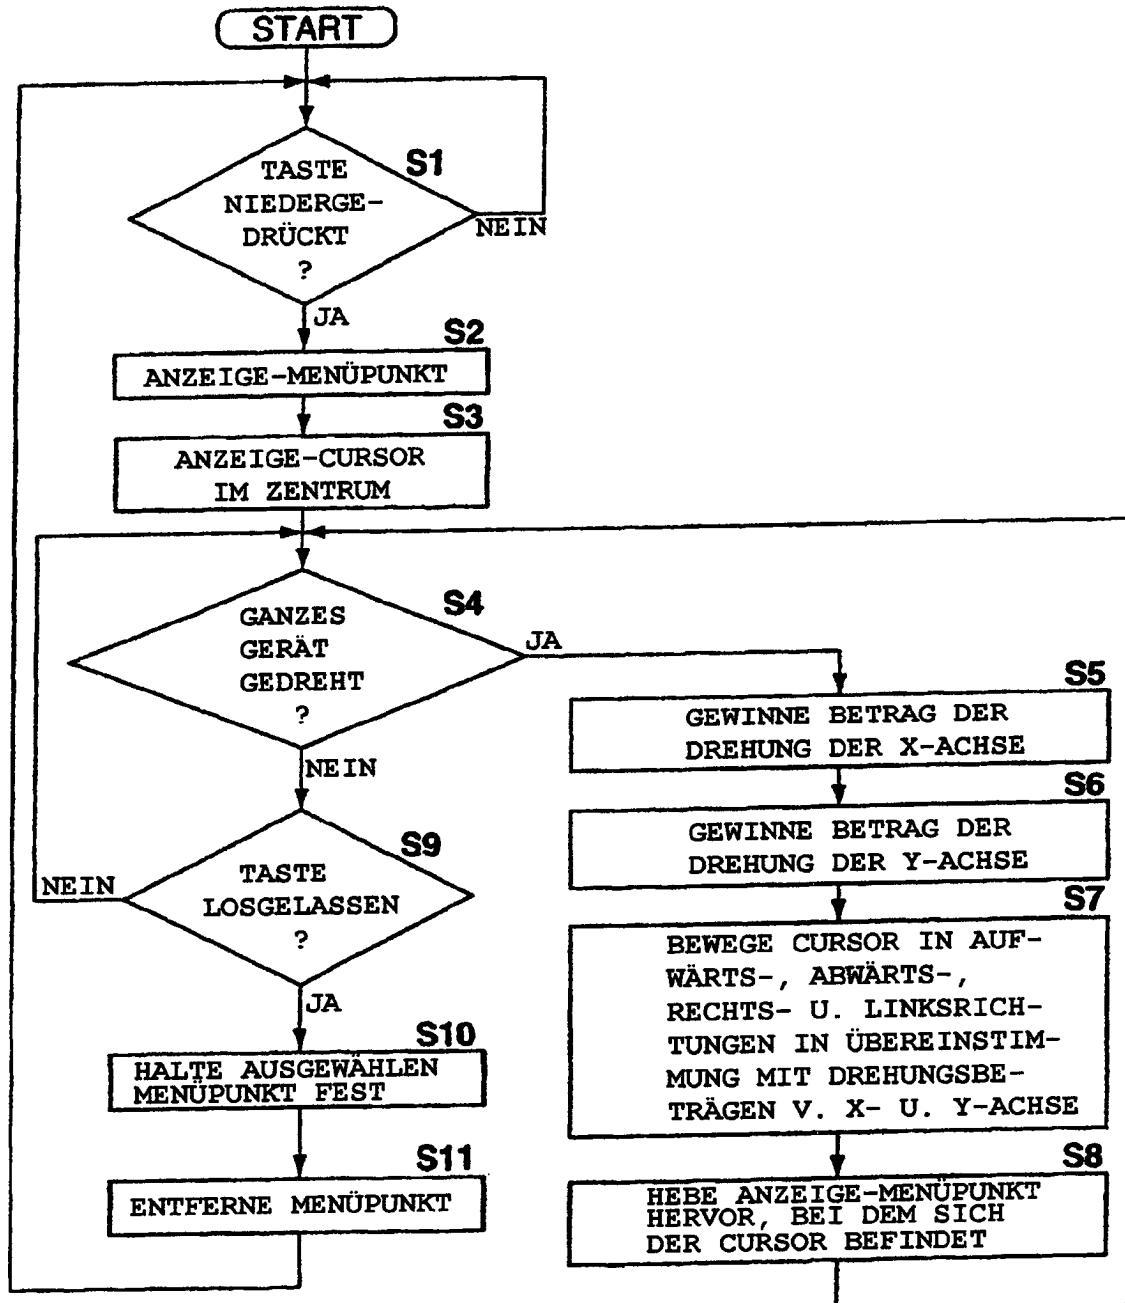 START
S1
TASTE
NIEDERGE-
DRÜCKT
?
NEIN
JA
S2
ANZEIGE-MENÜPUNKT
S3
ANZEIGE-CURSOR
IM ZENTRUM
S4
GANZES
GERÄT
GEDREHT
?
JA
NEIN
S5
GEWINNE BETRAG DER
DREHUNG DER X-ACHSE
S6
GEWINNE BETRAG DER
DREHUNG DER Y-ACHSE
S7
BEWEGE CURSOR IN AUF-
WÄRTS-, ABWÄRTS-,
RECHTS- U. LINKSRICH-
TUNGEN IN ÜBEREINSTIM-
MUNG MIT DREHUNGSBE-
TRÄGEN V. X- U. Y-ACHSE
S8
HEBE ANZEIGE-MENÜPUNKT
HERVOR, BEI DEM SICH
DER CURSOR BEFINDET
S9
TASTE
LOSGELASSEN
?
NEIN
JA
S10
HALTE AUSGEWÄHLEN
MENÜPUNKT FEST
S11
ENTFERNE MENÜPUNKT